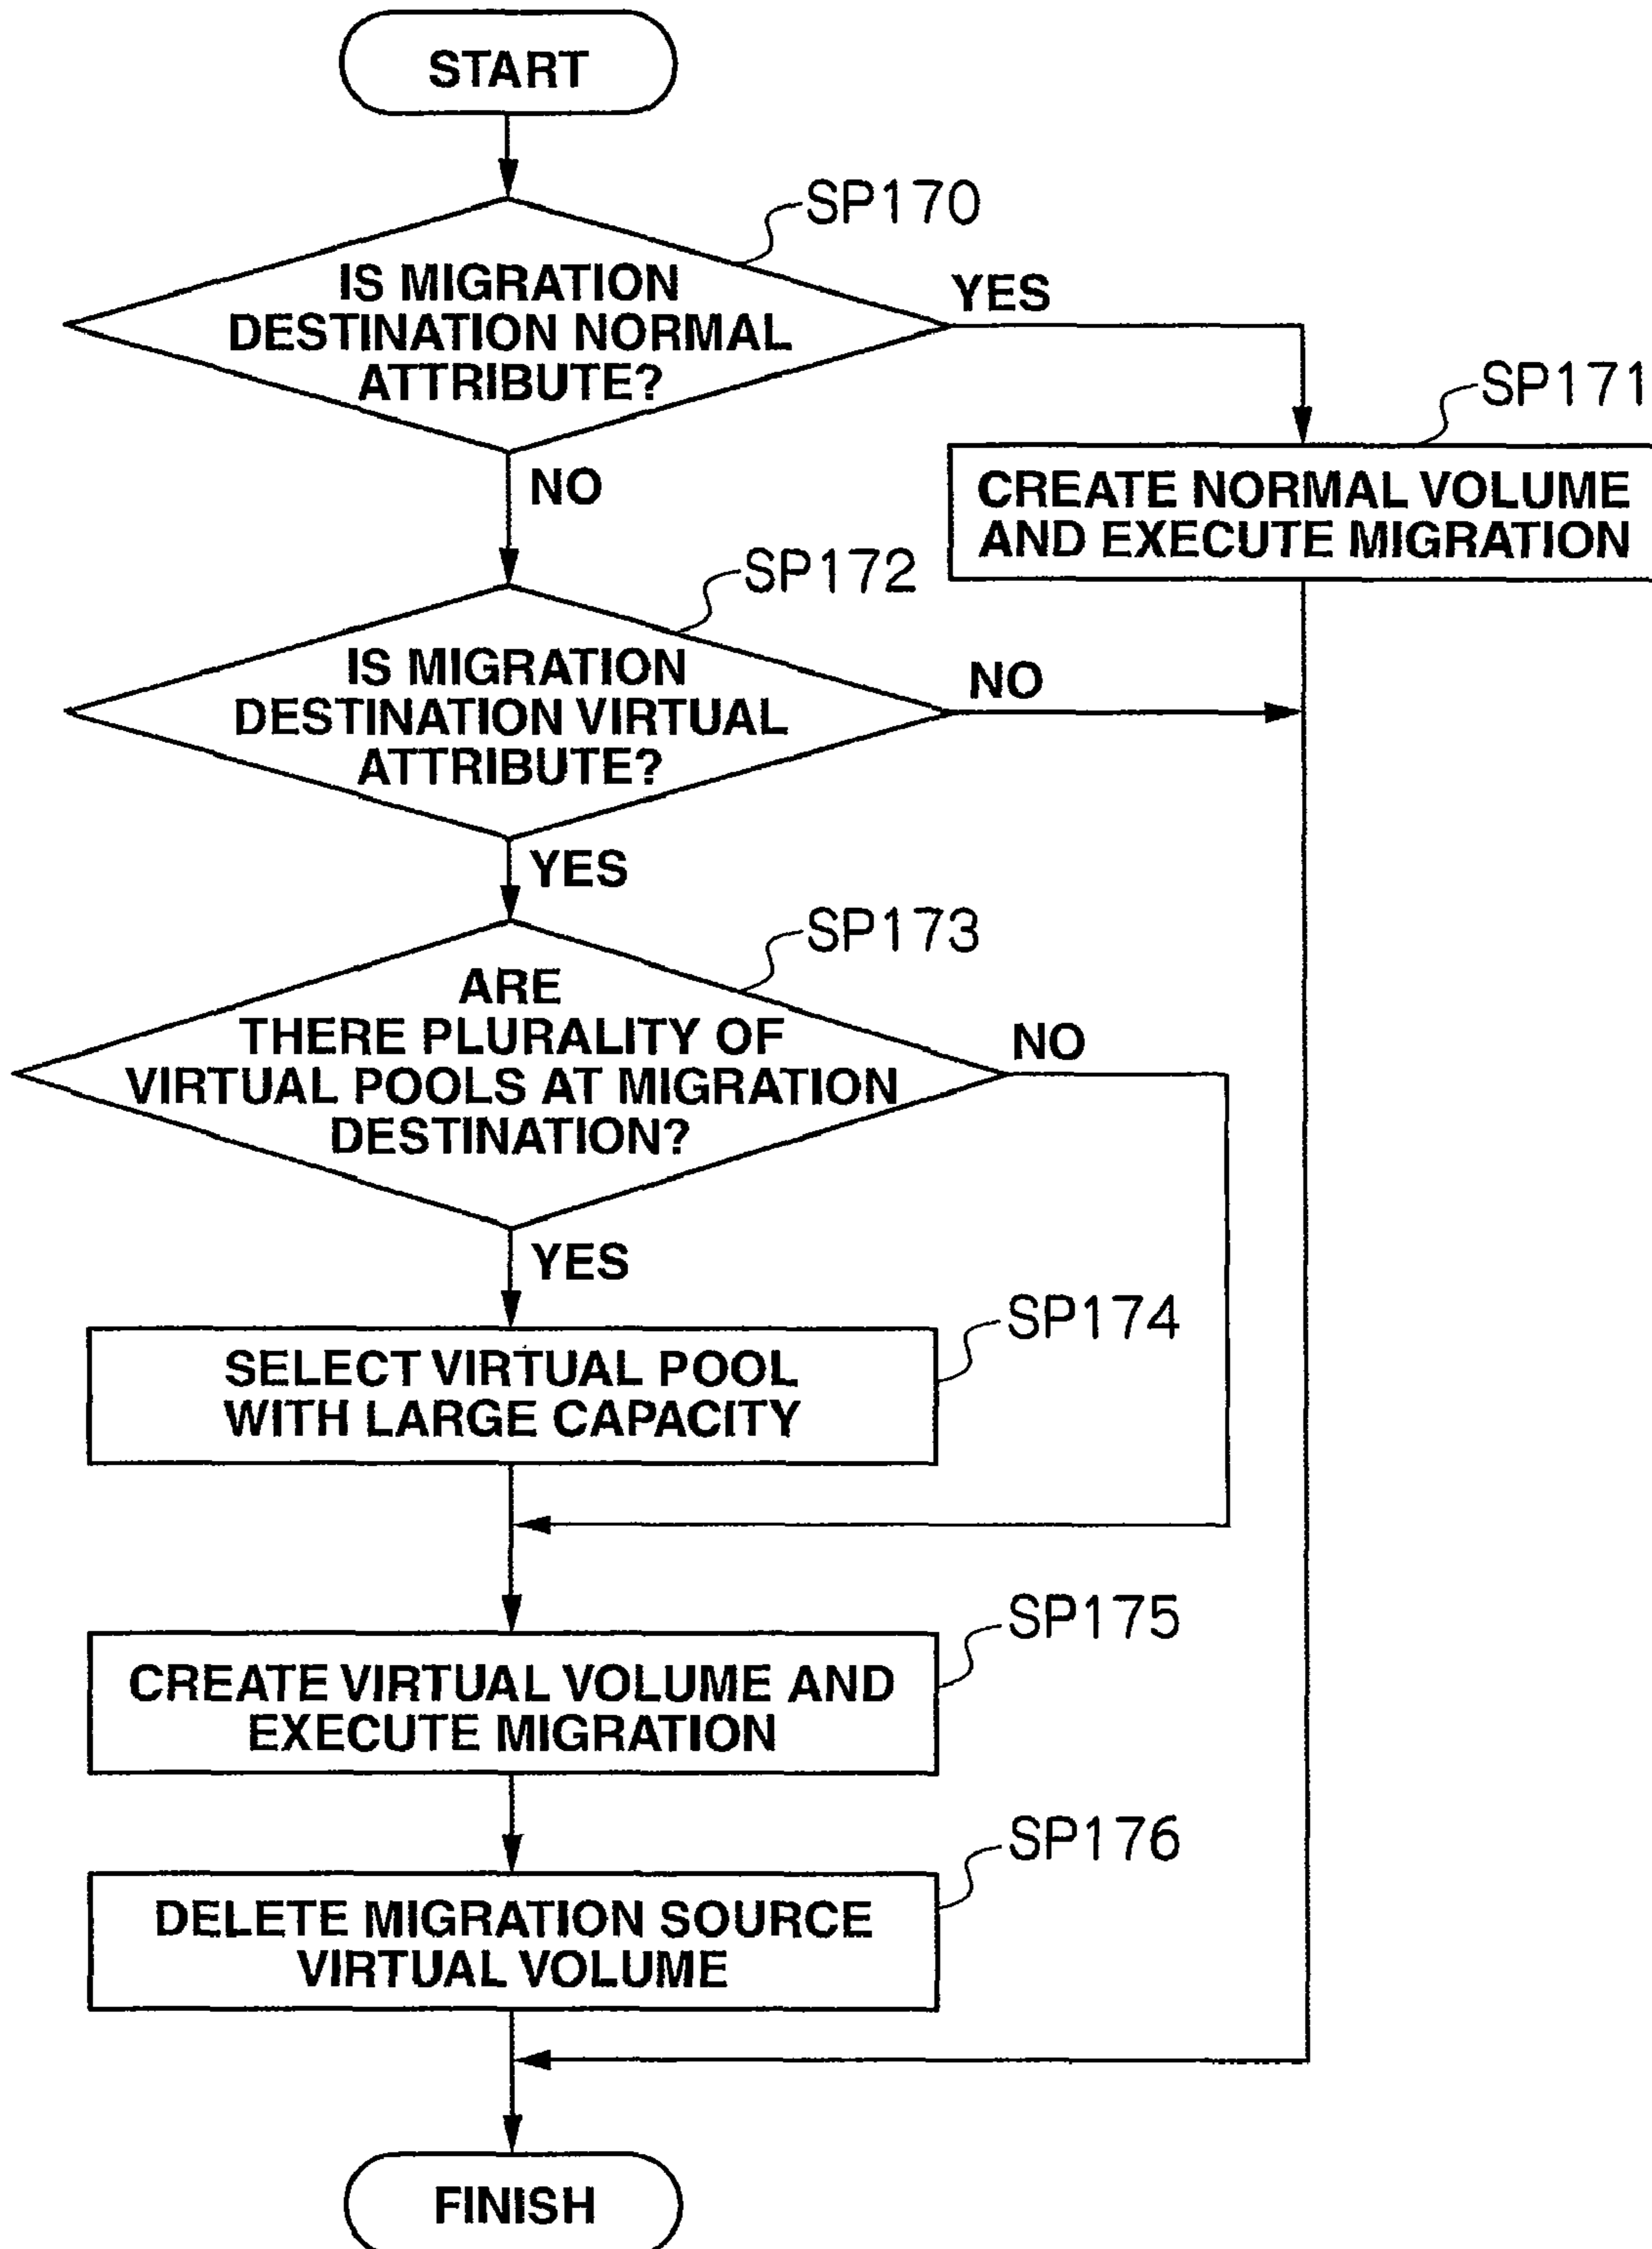 START
SP170
IS MIGRATION
DESTINATION NORMAL
ATTRIBUTE?
YES
NO
SP171
CREATE NORMAL VOLUME
AND EXECUTE MIGRATION
SP172
IS MIGRATION
DESTINATION VIRTUAL
ATTRIBUTE?
NO
YES
SP173
ARE
THERE PLURALITY OF
VIRTUAL POOLS AT MIGRATION
DESTINATION?
NO
YES
SP174
SELECT VIRTUAL POOL
WITH LARGE CAPACITY
SP175
CREATE VIRTUAL VOLUME AND
EXECUTE MIGRATION
SP176
DELETE MIGRATION SOURCE
VIRTUAL VOLUME
FINISH